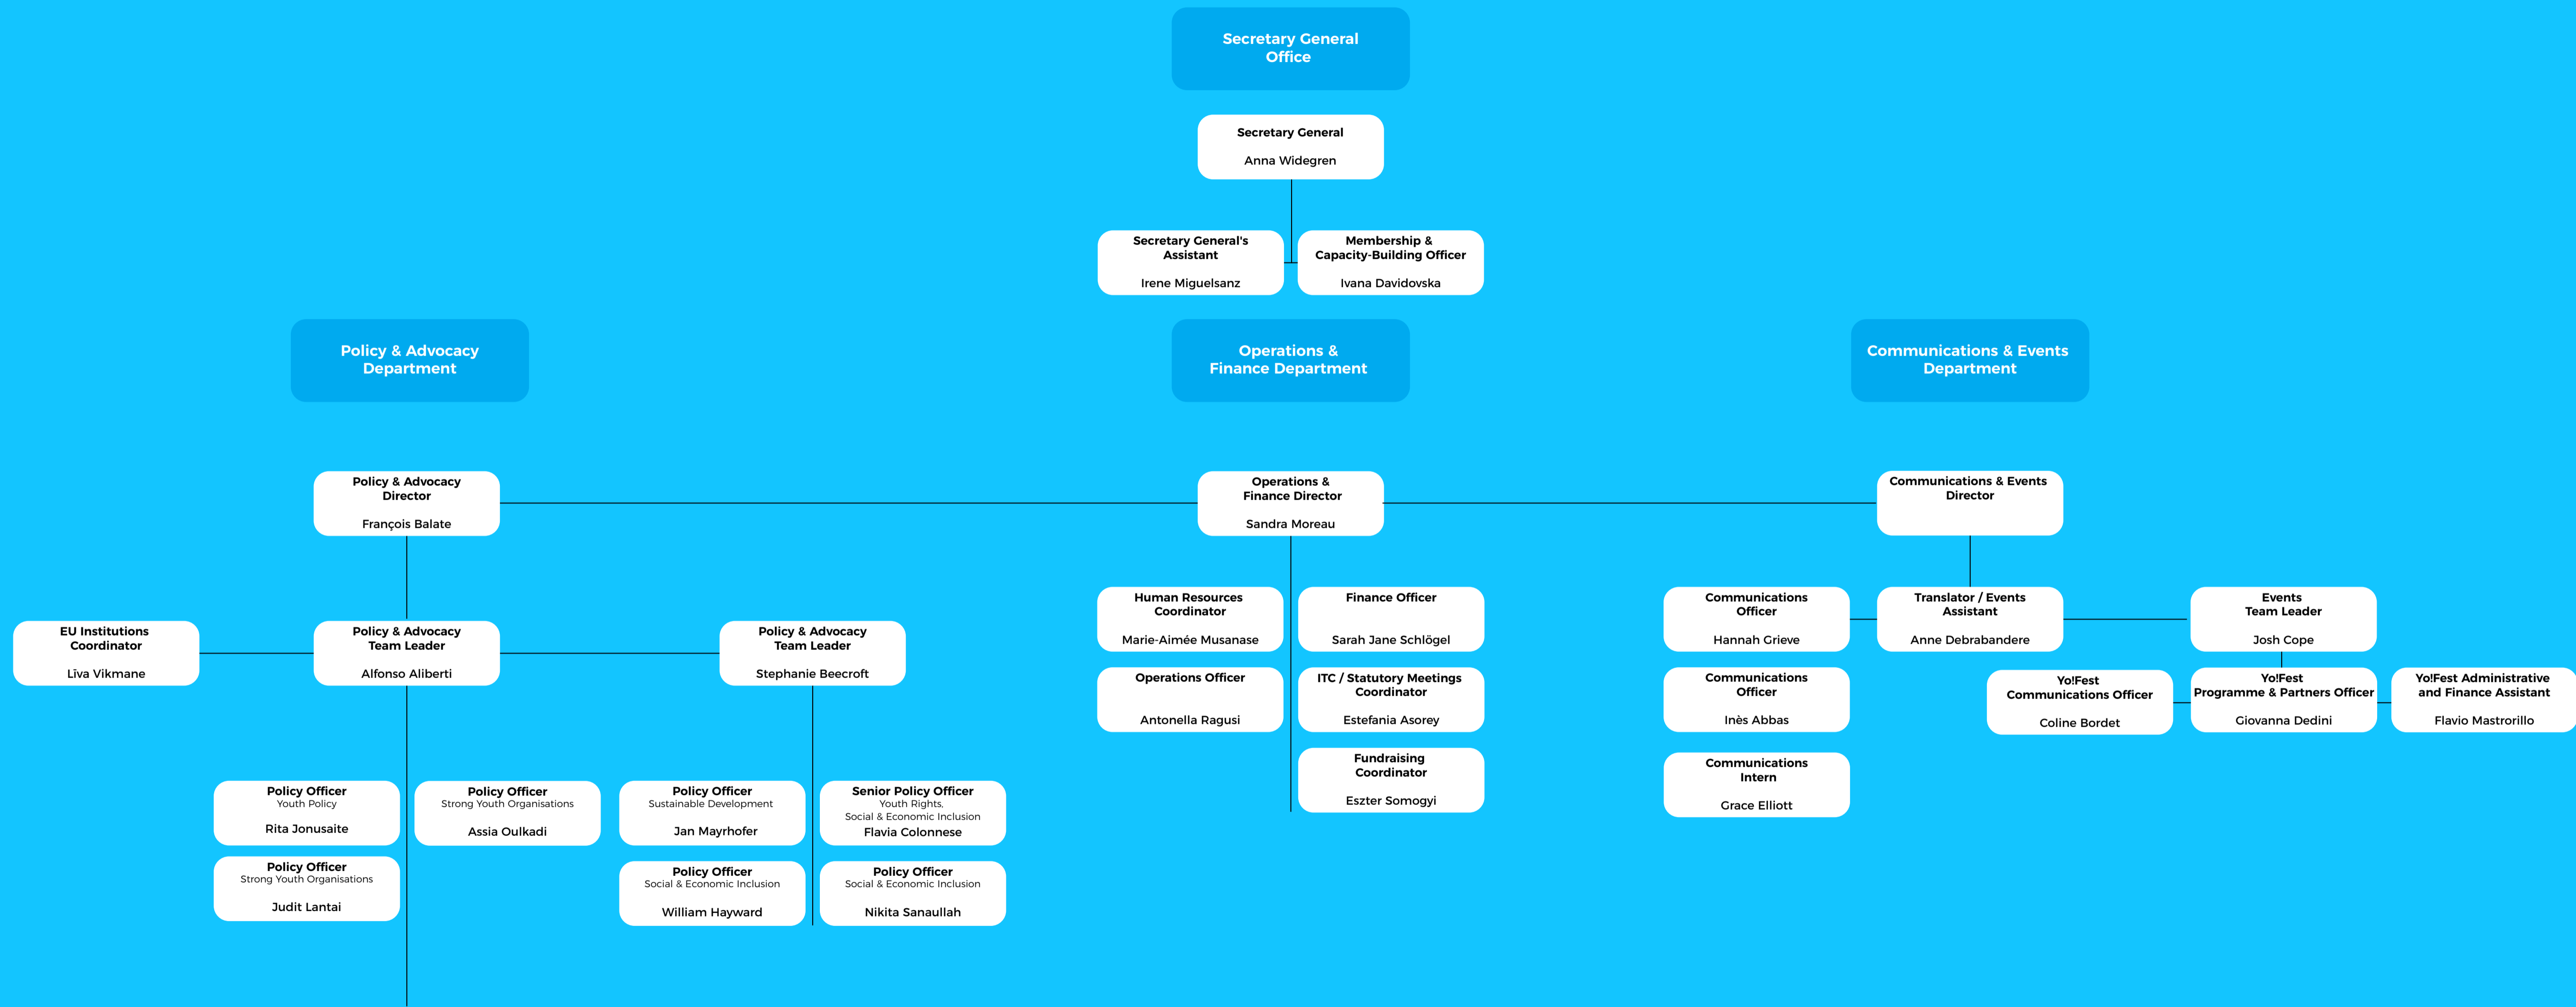 Secretary General
Office
Secretary General
Anna Widegren
Secretary General's
Assistant
Irene Miguelsanz
Membership &
Capacity-Building Officer
Ivana Davidovska
Policy & Advocacy
Department
Operations &
Finance Department
Communications & Events
Department
Policy & Advocacy
Director
François Balate
Operations &
Finance Director
Sandra Moreau
Communications & Events
Director
EU Institutions
Coordinator
Līva Vikmane
Policy & Advocacy
Team Leader
Alfonso Aliberti
Policy & Advocacy
Team Leader
Stephanie Beecroft
Human Resources
Coordinator
Marie-Aimée Musanase
Finance Officer
Sarah Jane Schlögel
Operations Officer
Antonella Ragusi
ITC / Statutory Meetings
Coordinator
Estefania Asorey
Fundraising
Coordinator
Eszter Somogyi
Communications
Officer
Hannah Grieve
Translator / Events
Assistant
Anne Debrabandere
Events
Team Leader
Josh Cope
Communications
Officer
Inès Abbas
Yo!Fest
Communications Officer
Coline Bordet
Yo!Fest
Programme & Partners Officer
Giovanna Dedini
Yo!Fest Administrative
and Finance Assistant
Flavio Mastrorillo
Communications
Intern
Grace Elliott
Policy Officer
Youth Policy
Rita Jonusaite
Policy Officer
Strong Youth Organisations
Assia Oulkadi
Policy Officer
Sustainable Development
Jan Mayrhofer
Senior Policy Officer
Youth Rights,
Social & Economic Inclusion
Flavia Colonnese
Policy Officer
Strong Youth Organisations
Judit Lantai
Policy Officer
Social & Economic Inclusion
William Hayward
Policy Officer
Social & Economic Inclusion
Nikita Sanaullah